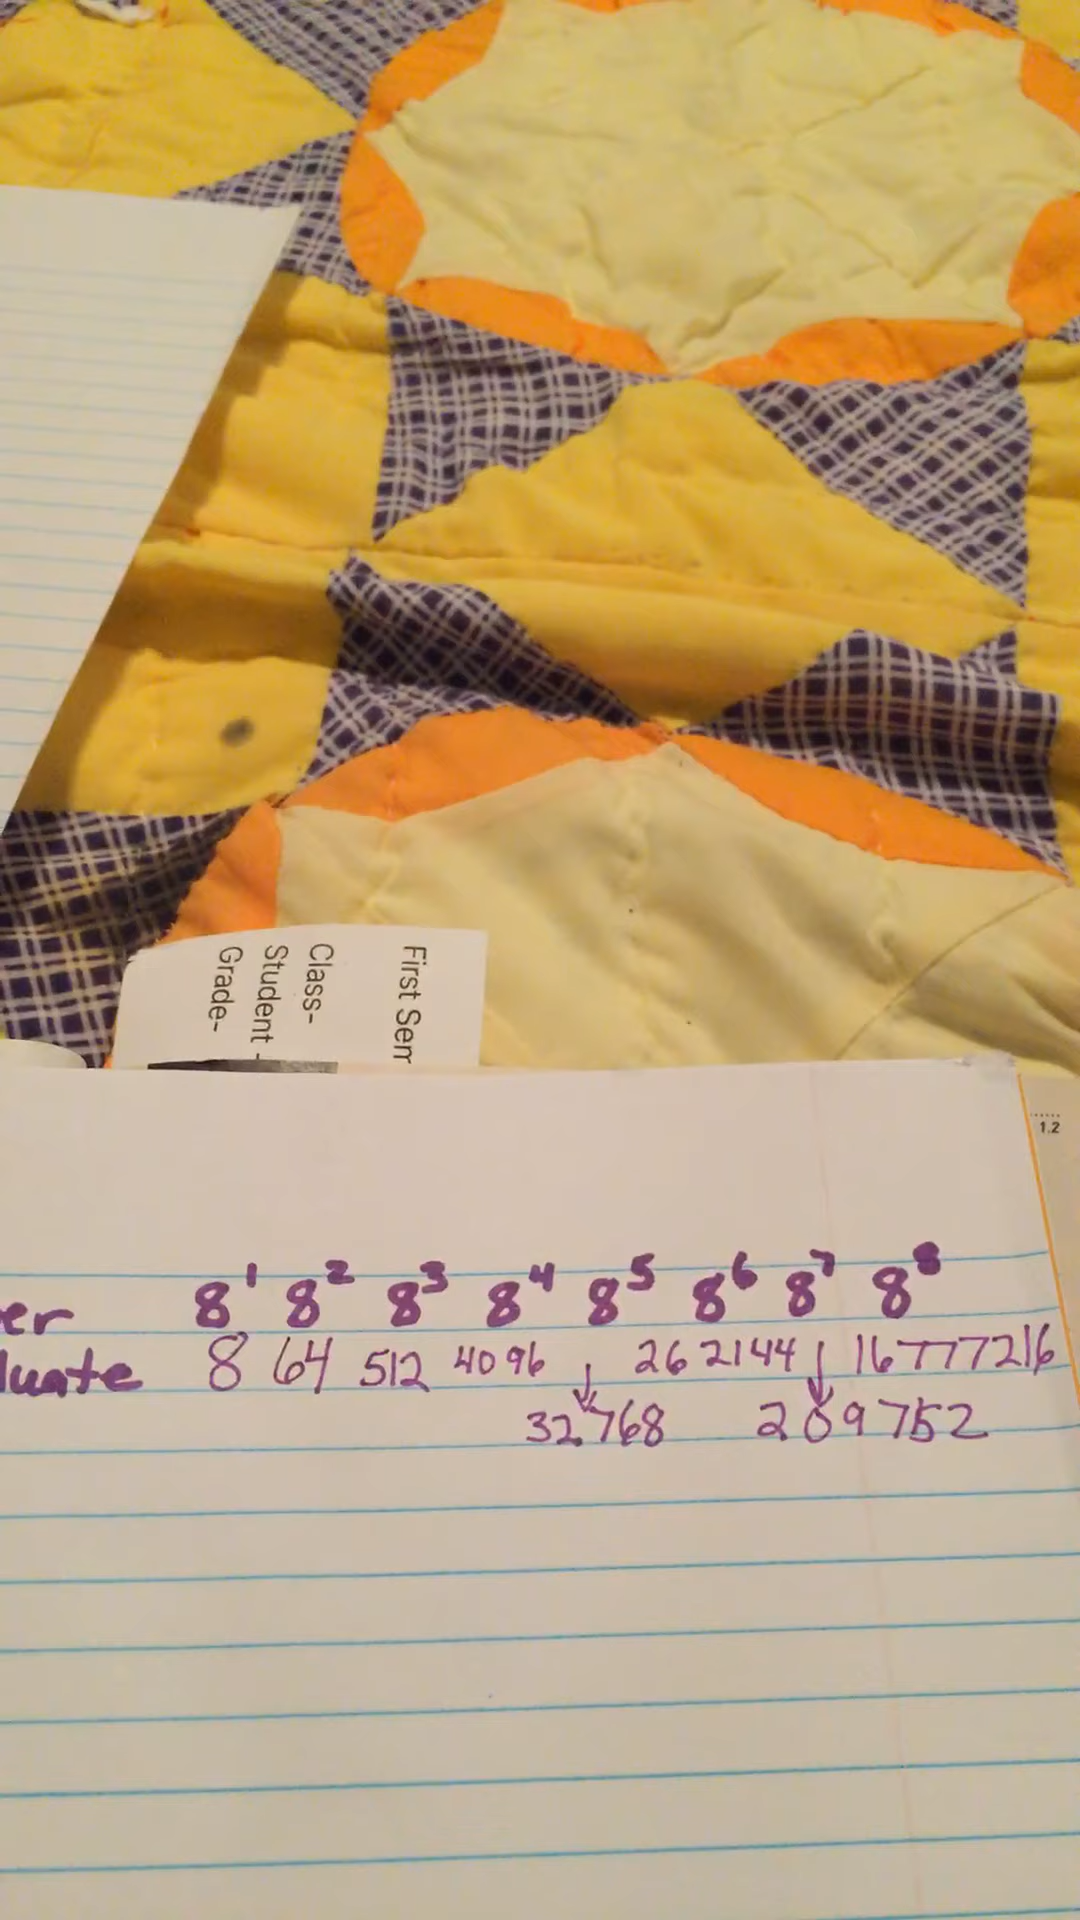 First Sem
Class-
Student -
Grade-
1.2
er 8¹ 8² 8³ 8⁴ 8⁵ 8⁶ 8⁷ 8⁸
luate 8 64 512 4096 ↓ 262144 ↓ 16777216
32768 209752